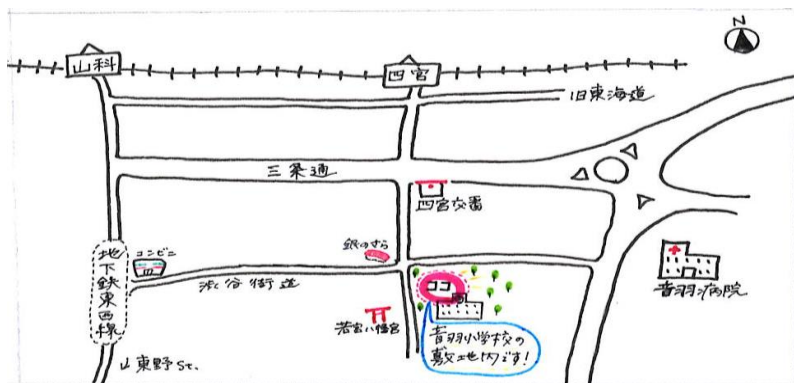 N
山科
四宮
旧東海道
三条通
四宮交番
銀のさら
コンビニ
地下鉄東西線
渋谷街道
ココ
音羽病院
若宮八幡宮
音羽小学校の
敷地内です!
東野St.